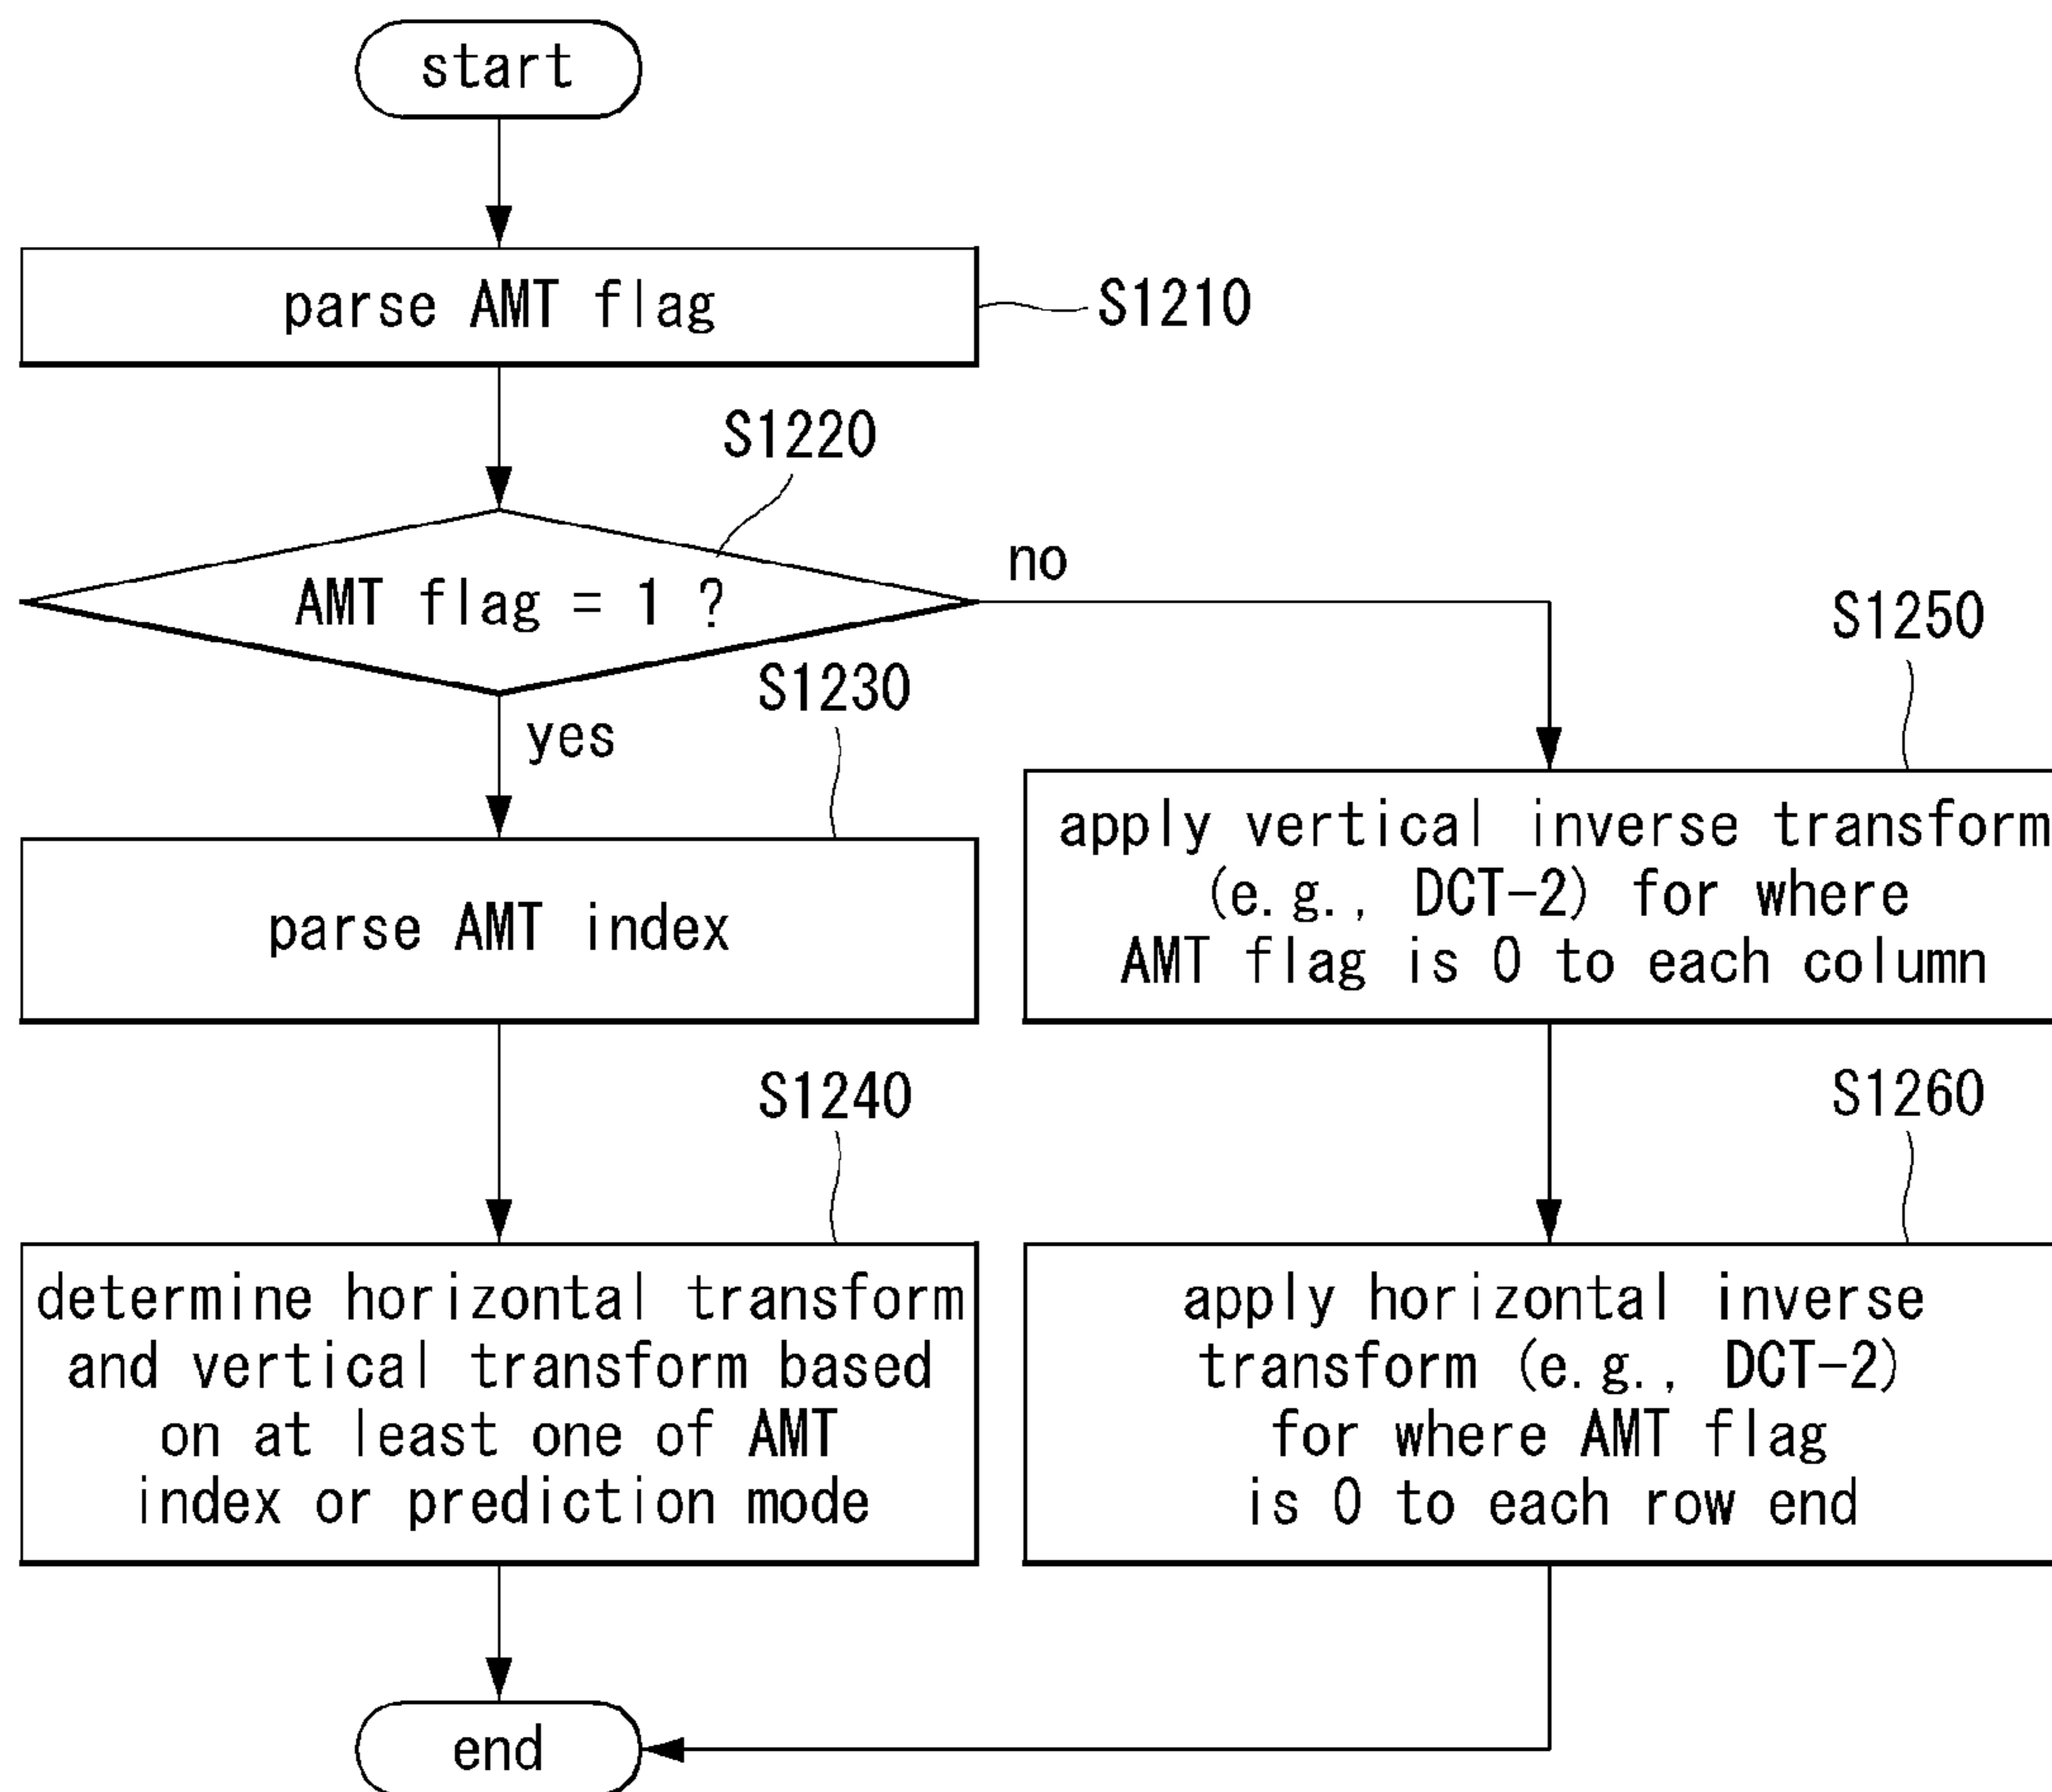 start
parse AMT flag
S1210
S1220
AMT flag = 1 ?
no
yes
S1230
parse AMT index
S1240
determine horizontal transform
and vertical transform based
on at least one of AMT
index or prediction mode
S1250
apply vertical inverse transform
(e.g., DCT-2) for where
AMT flag is 0 to each column
S1260
apply horizontal inverse
transform (e.g., DCT-2)
for where AMT flag
is 0 to each row end
end